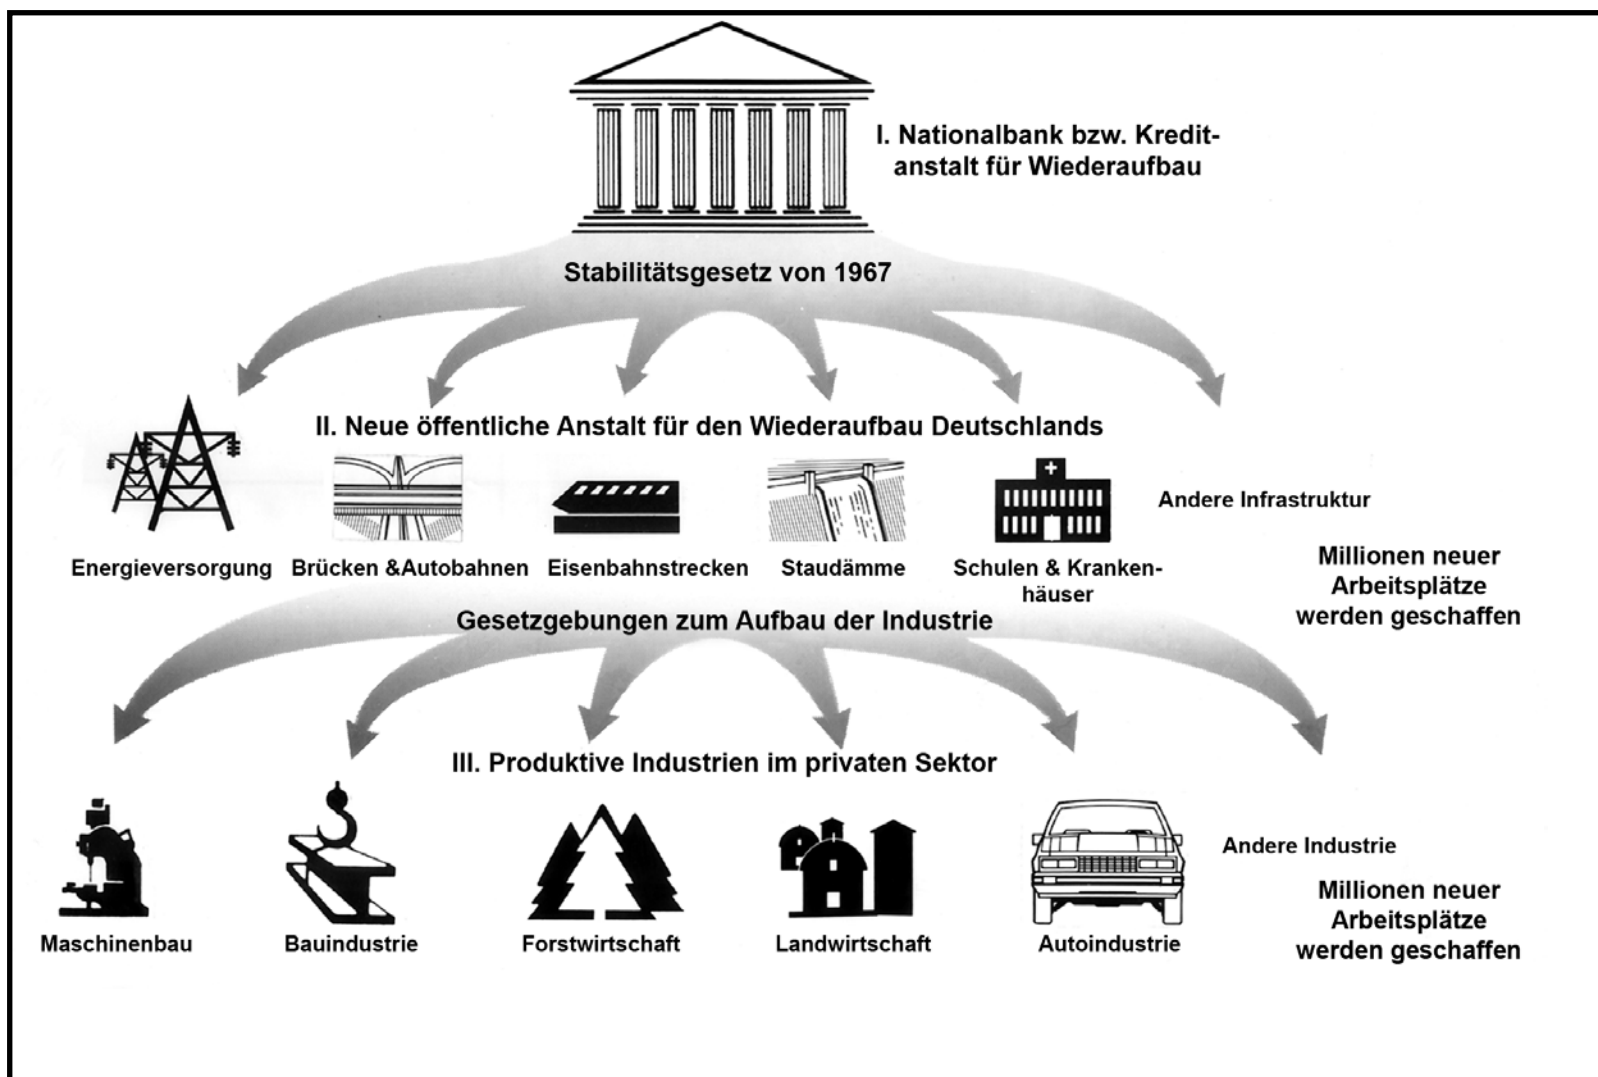 I. Nationalbank bzw. Kredit-
anstalt für Wiederaufbau
Stabilitätsgesetz von 1967
II. Neue öffentliche Anstalt für den Wiederaufbau Deutschlands
Andere Infrastruktur
Energieversorgung
Brücken &Autobahnen
Eisenbahnstrecken
Staudämme
Schulen & Kranken-
häuser
Millionen neuer
Arbeitsplätze
werden geschaffen
Gesetzgebungen zum Aufbau der Industrie
III. Produktive Industrien im privaten Sektor
Andere Industrie
Maschinenbau
Bauindustrie
Forstwirtschaft
Landwirtschaft
Autoindustrie
Millionen neuer
Arbeitsplätze
werden geschaffen